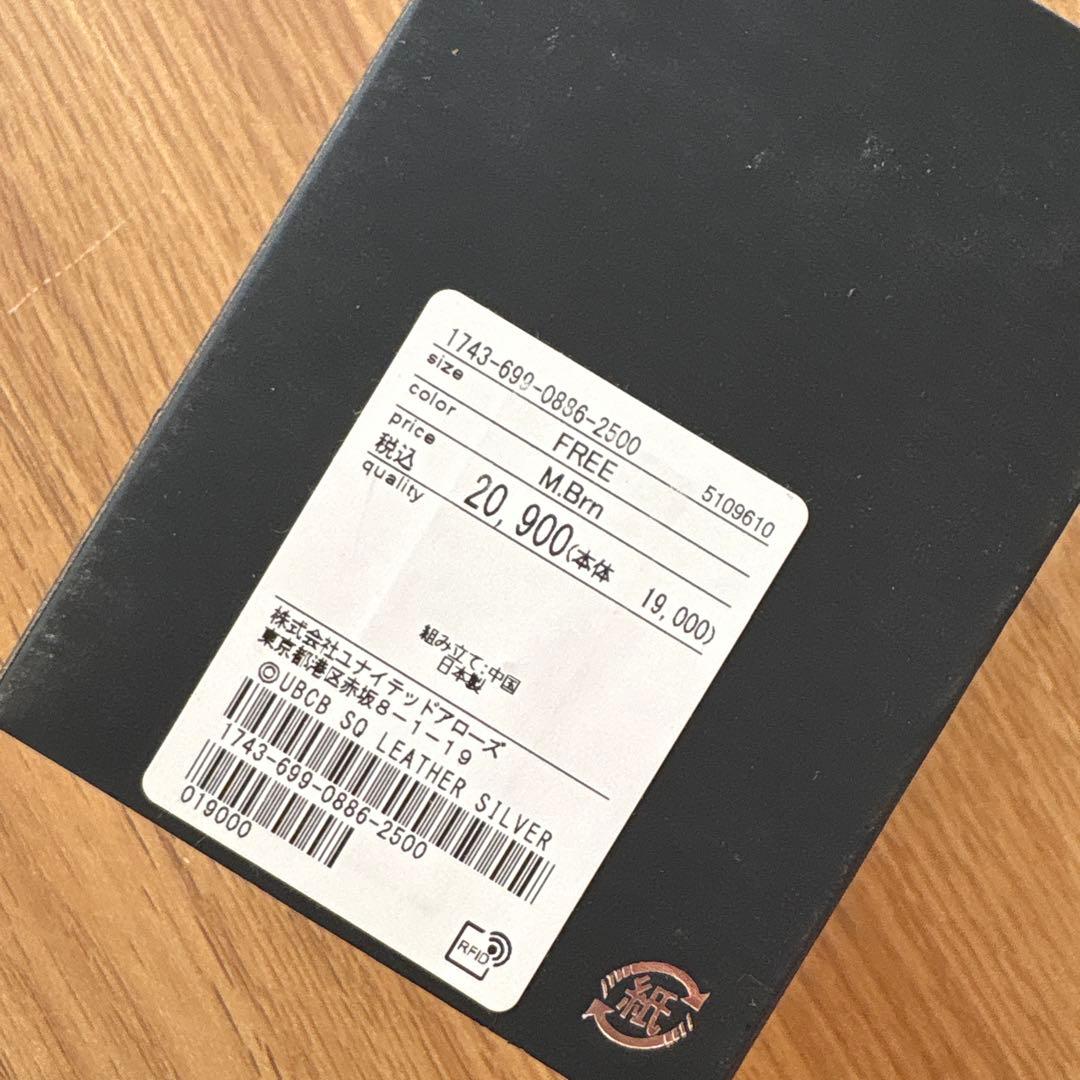 1743-699-0886-2500
size FREE 5109610
color M.Brn
price 税込 20,900(本体 19,000)
quality
組み立て:中国
日本製
株式会社ユナイテッドアローズ
東京都港区赤坂8-1-19
©UBCB SQ LEATHER SILVER
1743-699-0886-2500
019000
RFID
紙